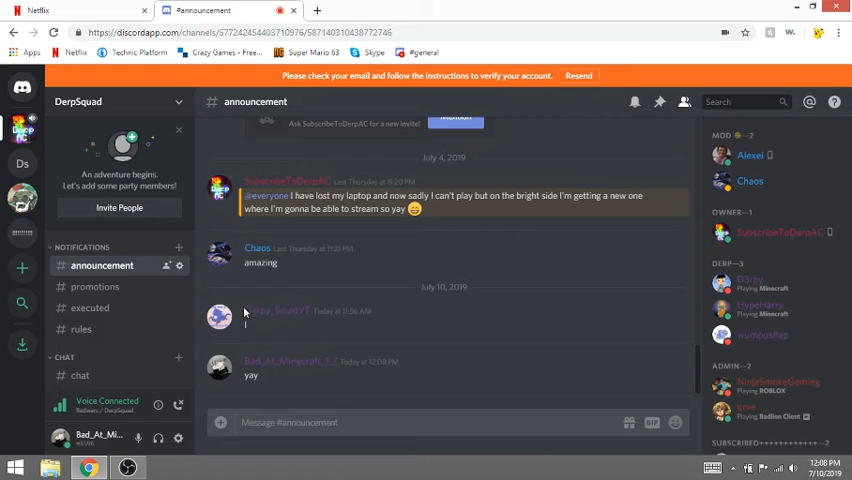 Netflix
#announcement
https://discordapp.com/channels/577242454403710976/587140310438772746
Apps
Netflix
Technic Platform
Crazy Games - Free...
Super Mario 63
Skype
#general
Please check your email and follow the instructions to verify your account.
Resend
DerpSquad
# announcement
Search
Ds
An adventure begins.
Let's add some party members!
Invite People
NOTIFICATIONS
# announcement
# promotions
# executed
# rules
CHAT
# chat
Voice Connected
Bedwars / DerpSquad
Bad_At_Mi...
#8596
Ask SubscribeToDerpAC for a new invite!
Mention
July 4, 2019
SubscribeToDerpAC Last Thursday at 11:20 PM
@everyone I have lost my laptop and now sadly I can't play but on the bright side I'm getting a new one
where I'm gonna be able to stream so yay
Chaos Last Thursday at 11:21 PM
amazing
July 10, 2019
Today at 11:56 AM
I
Today at 12:08 PM
yay
Message #announcement
GIF
MOD —2
Alexei
Chaos
OWNER—1
SubscribeToDerpAC
DERP—3
D3rpy
Playing Minecraft
HypeHarry
Playing Minecraft
wumpusflap
ADMIN—2
NinjaSmokeGaming
Playing ROBLOX
Playing Badlion Client
12:08 PM
7/10/2019